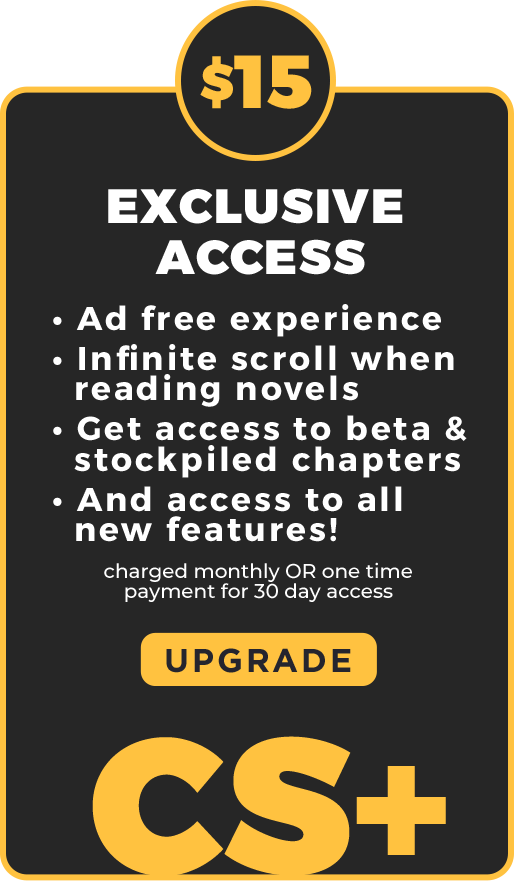 $15
EXCLUSIVE
ACCESS
• Ad free experience
• Infinite scroll when
reading novels
• Get access to beta &
stockpiled chapters
• And access to all
new features!
charged monthly OR one time
payment for 30 day access
UPGRADE
CS+